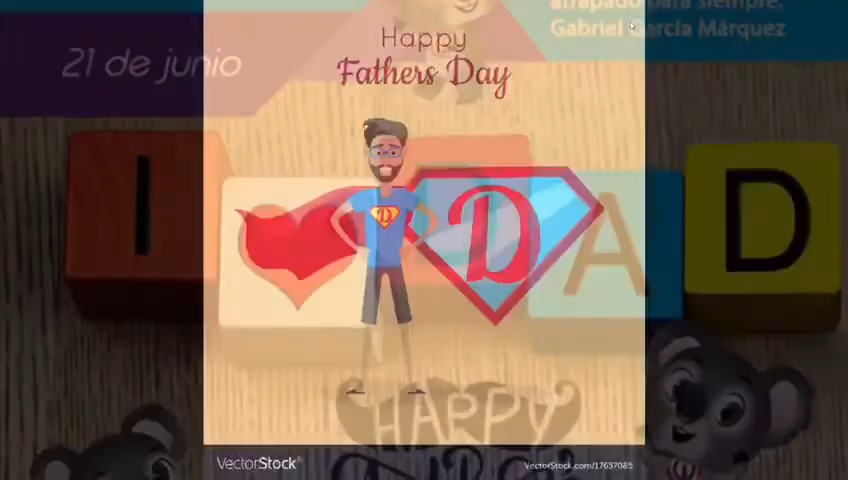 atrapado para siempre.
Gabriel García Márquez
21 de junio
Happy
Fathers Day
I
D
D
A
D
HAPPY
VectorStock
VectorStock.com/17657085